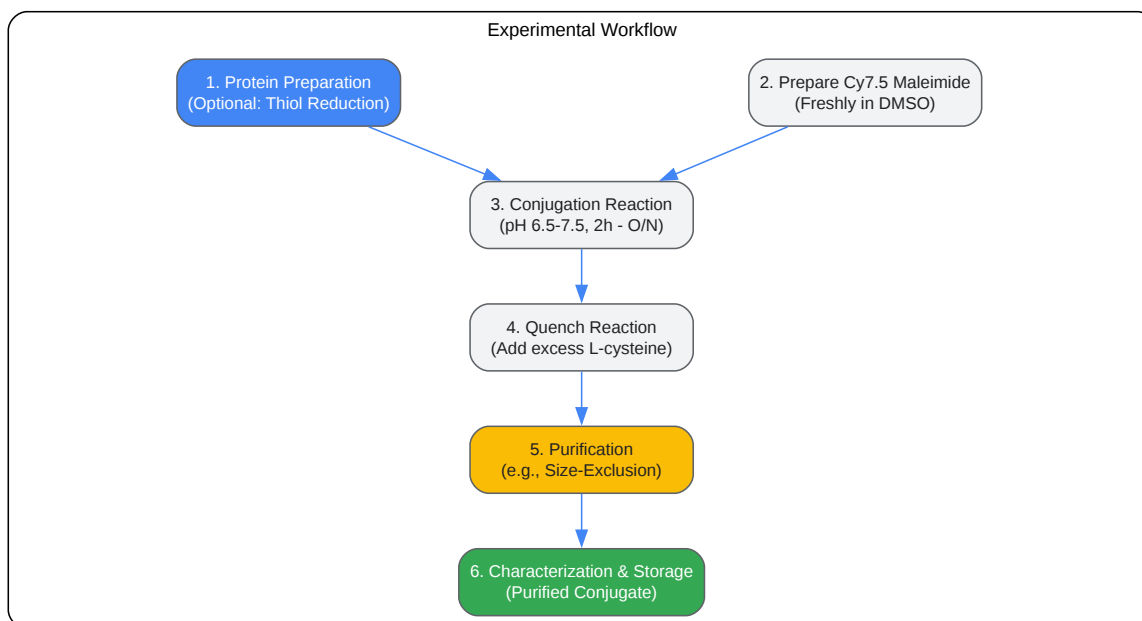 Experimental Workflow
1. Protein Preparation
(Optional: Thiol Reduction)
2. Prepare Cy7.5 Maleimide
(Freshly in DMSO)
3. Conjugation Reaction
(pH 6.5-7.5, 2h - O/N)
4. Quench Reaction
(Add excess L-cysteine)
5. Purification
(e.g., Size-Exclusion)
6. Characterization & Storage
(Purified Conjugate)